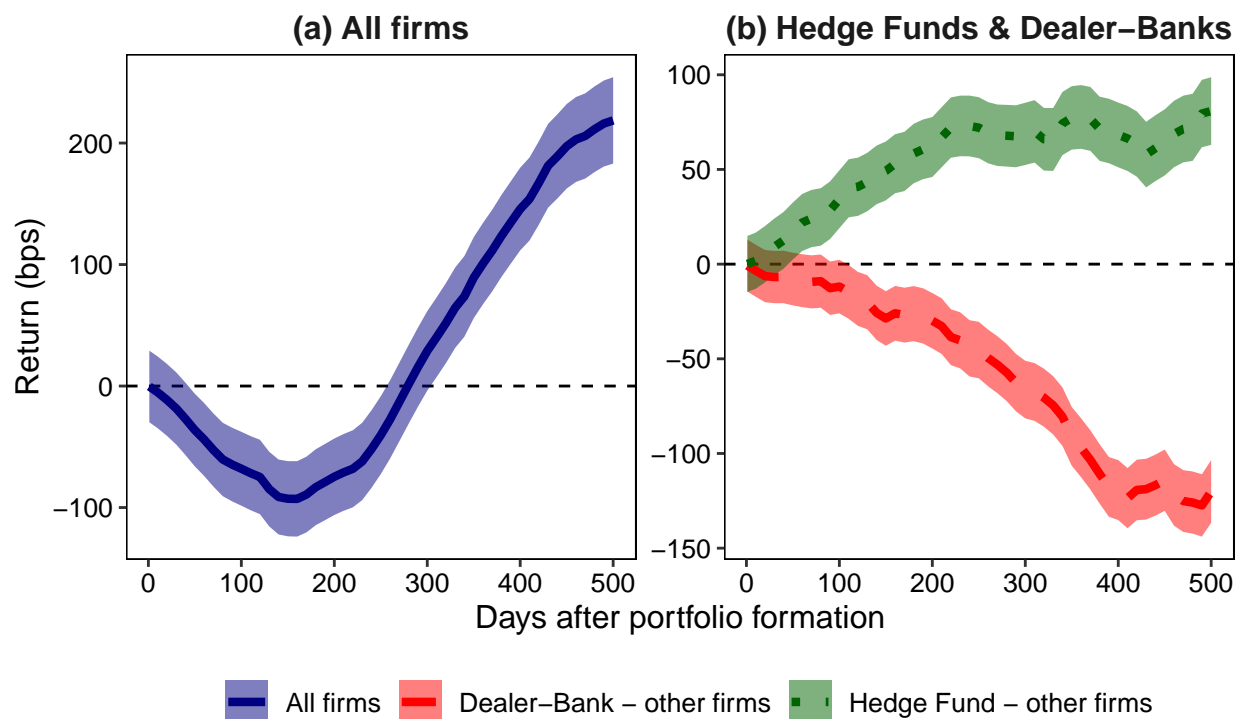 (a) All firms
(b) Hedge Funds & Dealer−Banks
Return (bps)
200
100
0
−100
0 100 200 300 400 500
100
50
0
−50
−100
−150
0 100 200 300 400 500
Days after portfolio formation
All firms
Dealer−Bank − other firms
Hedge Fund − other firms